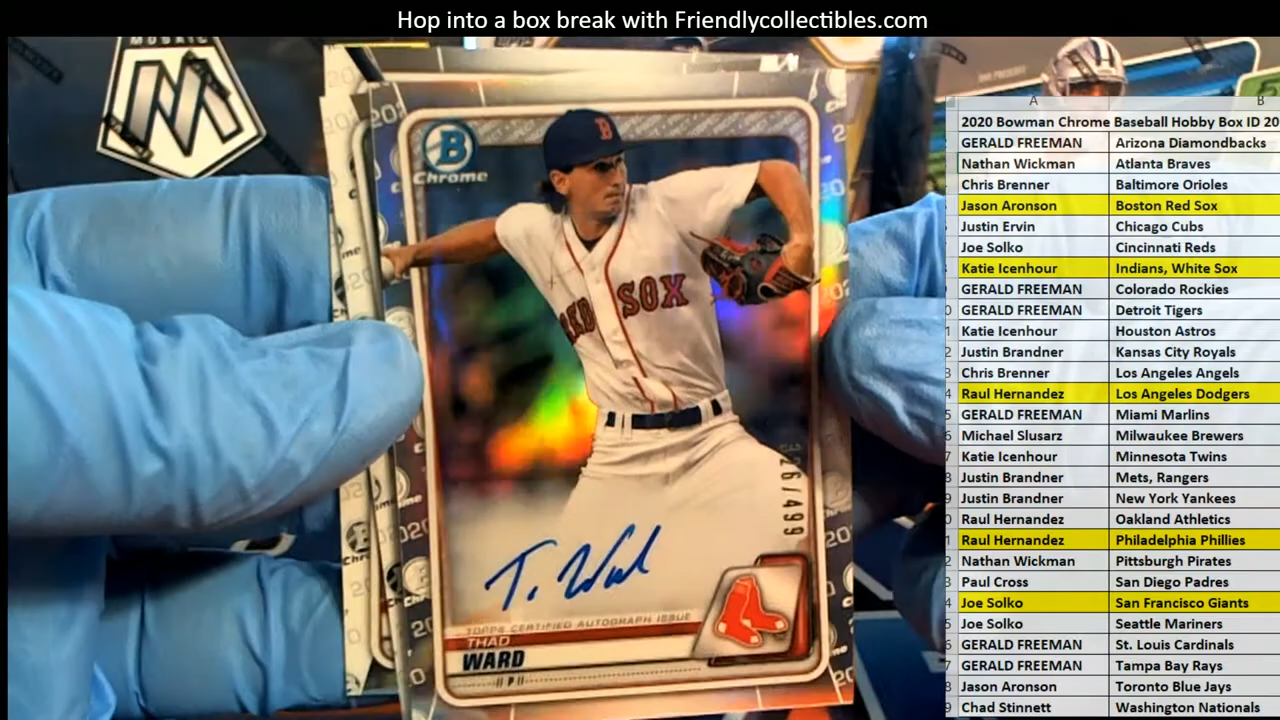 Hop into a box break with Friendlycollectibles.com
MOSAIC
B
Chrome
B
RED SOX
26/499
T. Ward
TOPPS CERTIFIED AUTOGRAPH ISSUE
THAD
WARD
P
A B
2020 Bowman Chrome Baseball Hobby Box ID 20
GERALD FREEMAN Arizona Diamondbacks
Nathan Wickman Atlanta Braves
Chris Brenner Baltimore Orioles
Jason Aronson Boston Red Sox
Justin Ervin Chicago Cubs
Joe Solko Cincinnati Reds
Katie Icenhour Indians, White Sox
GERALD FREEMAN Colorado Rockies
GERALD FREEMAN Detroit Tigers
Katie Icenhour Houston Astros
Justin Brandner Kansas City Royals
Chris Brenner Los Angeles Angels
Raul Hernandez Los Angeles Dodgers
GERALD FREEMAN Miami Marlins
Michael Slusarz Milwaukee Brewers
Katie Icenhour Minnesota Twins
Justin Brandner Mets, Rangers
Justin Brandner New York Yankees
Raul Hernandez Oakland Athletics
Raul Hernandez Philadelphia Phillies
Nathan Wickman Pittsburgh Pirates
Paul Cross San Diego Padres
Joe Solko San Francisco Giants
Joe Solko Seattle Mariners
GERALD FREEMAN St. Louis Cardinals
GERALD FREEMAN Tampa Bay Rays
Jason Aronson Toronto Blue Jays
Chad Stinnett Washington Nationals